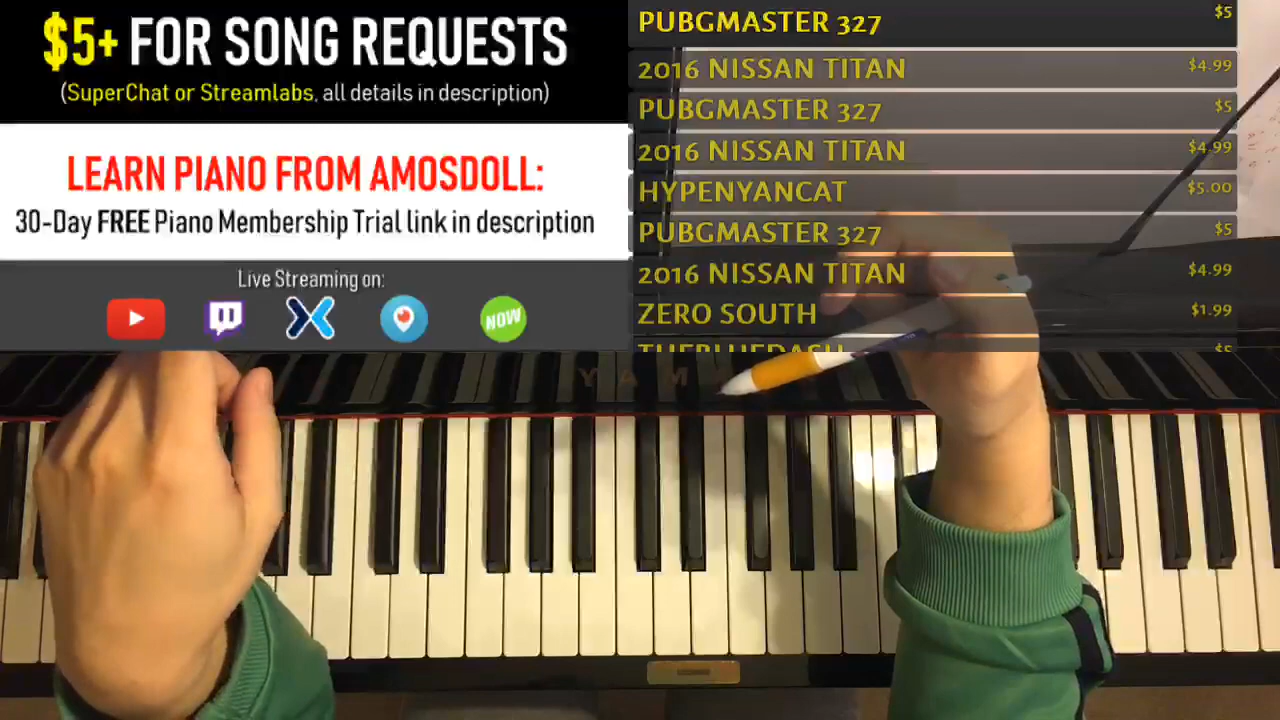 $5+ FOR SONG REQUESTS
(SuperChat or Streamlabs, all details in description)
LEARN PIANO FROM AMOSDOLL:
30-Day FREE Piano Membership Trial link in description
Live Streaming on:
NOW
PUBGMASTER 327 $5
2016 NISSAN TITAN $4.99
PUBGMASTER 327 $5
2016 NISSAN TITAN $4.99
HYPENYANCAT $5.00
PUBGMASTER 327 $5
2016 NISSAN TITAN $4.99
ZERO SOUTH $1.99
THEBLUEDASH $5